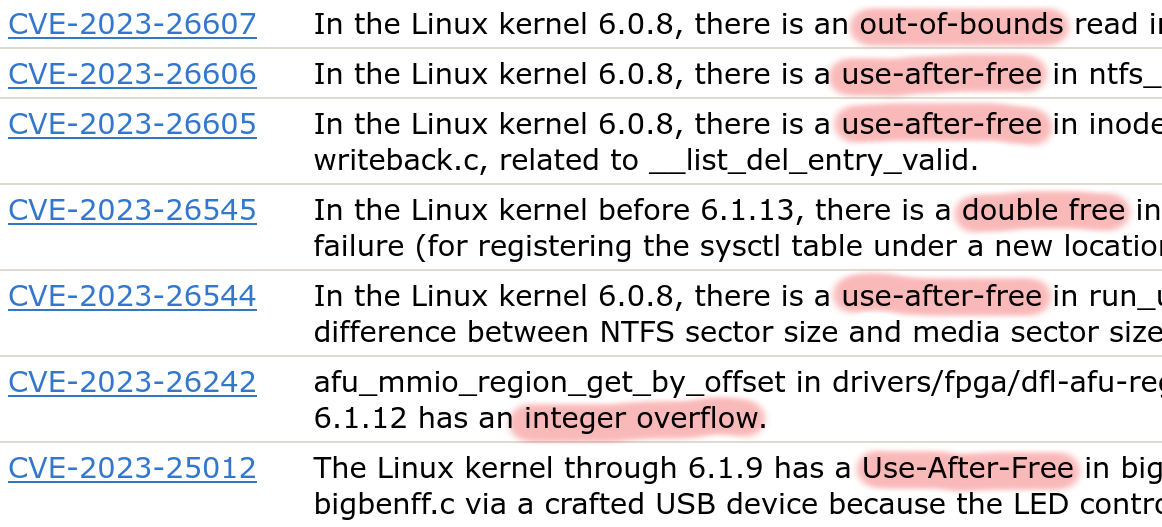 CVE-2023-26607 In the Linux kernel 6.0.8, there is an out-of-bounds read
CVE-2023-26606 In the Linux kernel 6.0.8, there is a use-after-free in ntfs_
CVE-2023-26605 In the Linux kernel 6.0.8, there is a use-after-free in inode
writeback.c, related to __list_del_entry_valid.
CVE-2023-26545 In the Linux kernel before 6.1.13, there is a double free in
failure (for registering the sysctl table under a new location
CVE-2023-26544 In the Linux kernel 6.0.8, there is a use-after-free in run_
difference between NTFS sector size and media sector size
CVE-2023-26242 afu_mmio_region_get_by_offset in drivers/fpga/dfl-afu-reg
6.1.12 has an integer overflow.
CVE-2023-25012 The Linux kernel through 6.1.9 has a Use-After-Free in big
bigbenff.c via a crafted USB device because the LED contro